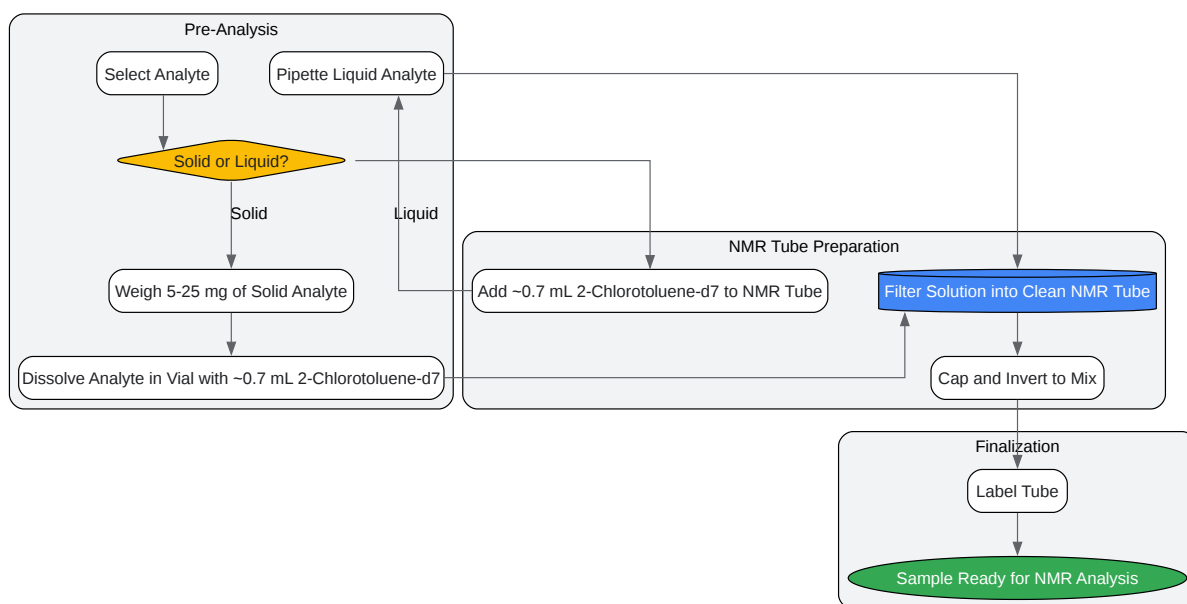 Pre-Analysis
Select Analyte
Pipette Liquid Analyte
Solid or Liquid?
Solid
Liquid
NMR Tube Preparation
Weigh 5-25 mg of Solid Analyte
Add ~0.7 mL 2-Chlorotoluene-d7 to NMR Tube
Filter Solution into Clean NMR Tube
Dissolve Analyte in Vial with ~0.7 mL 2-Chlorotoluene-d7
Cap and Invert to Mix
Finalization
Label Tube
Sample Ready for NMR Analysis